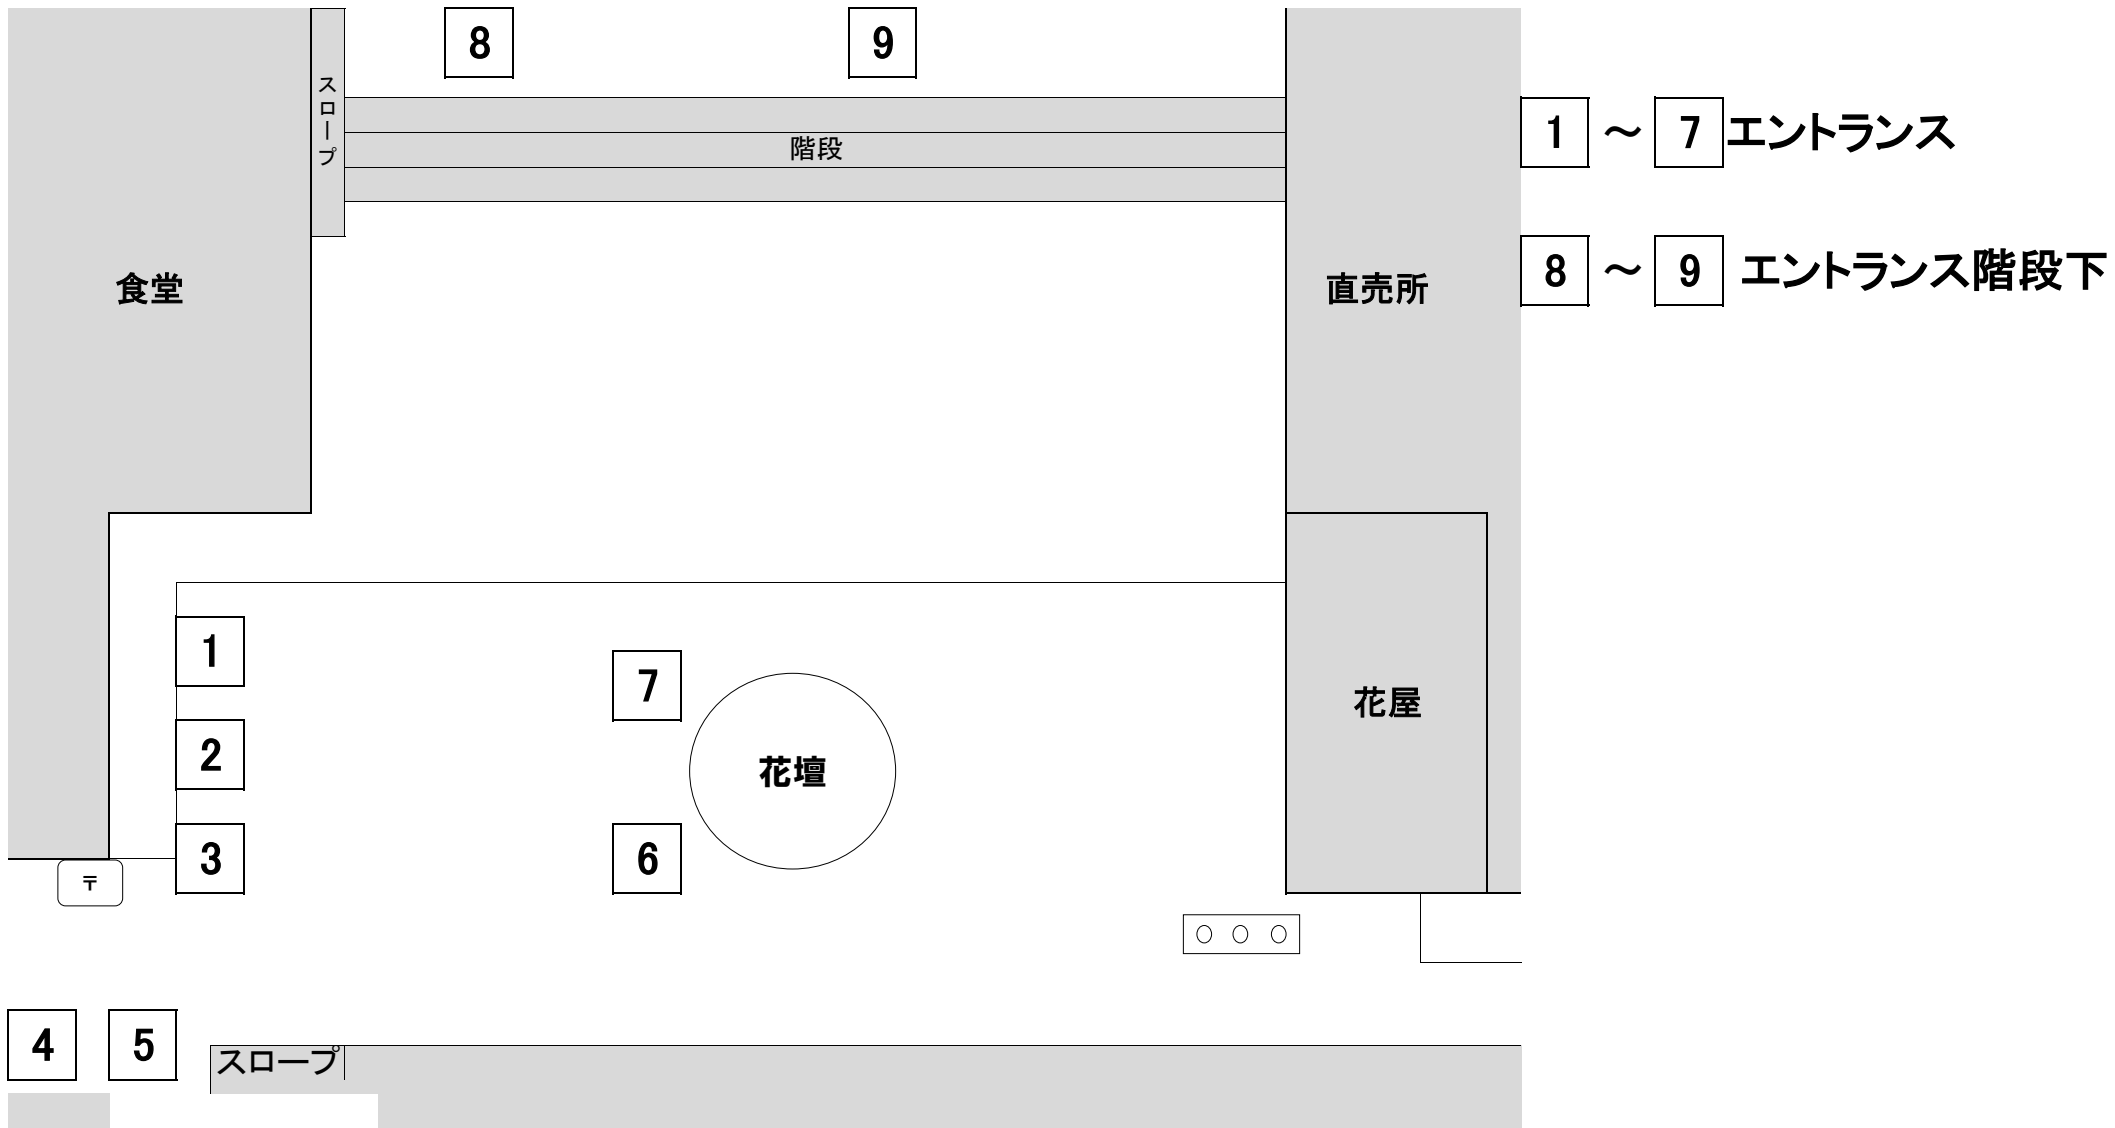 8
9
スロープ
階段
1 ～ 7 エントランス
食堂
直売所
8 ～ 9 エントランス階段下
1
7
2
花壇
花屋
3
6
〒
4
5
スロープ